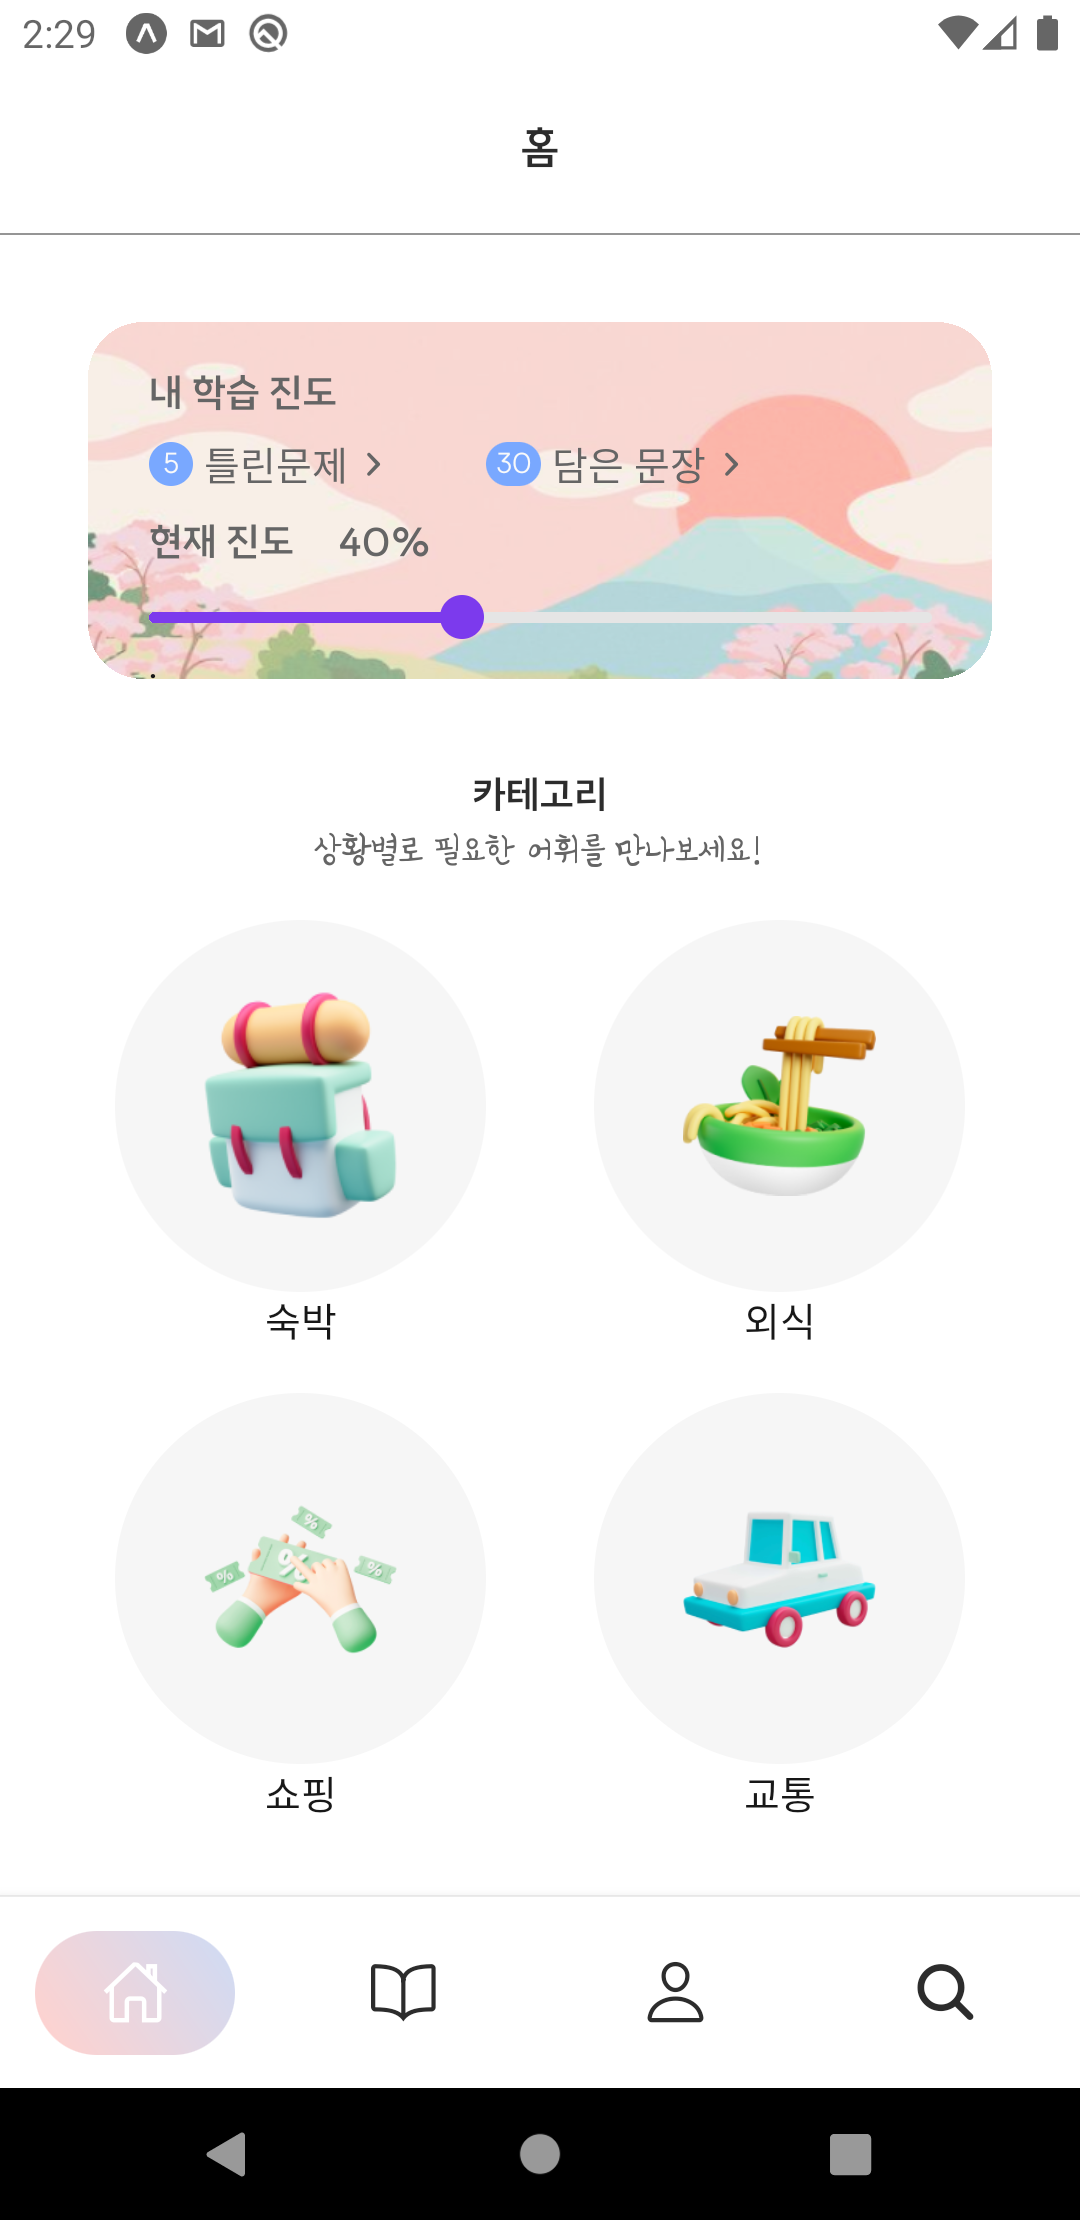 2:29
홈
내 학습 진도
5 틀린문제 > 30 담은 문장 >
현재 진도 40%
카테고리
상황별로 필요한 어휘를 만나보세요!
숙박 외식
% % % %
쇼핑 교통